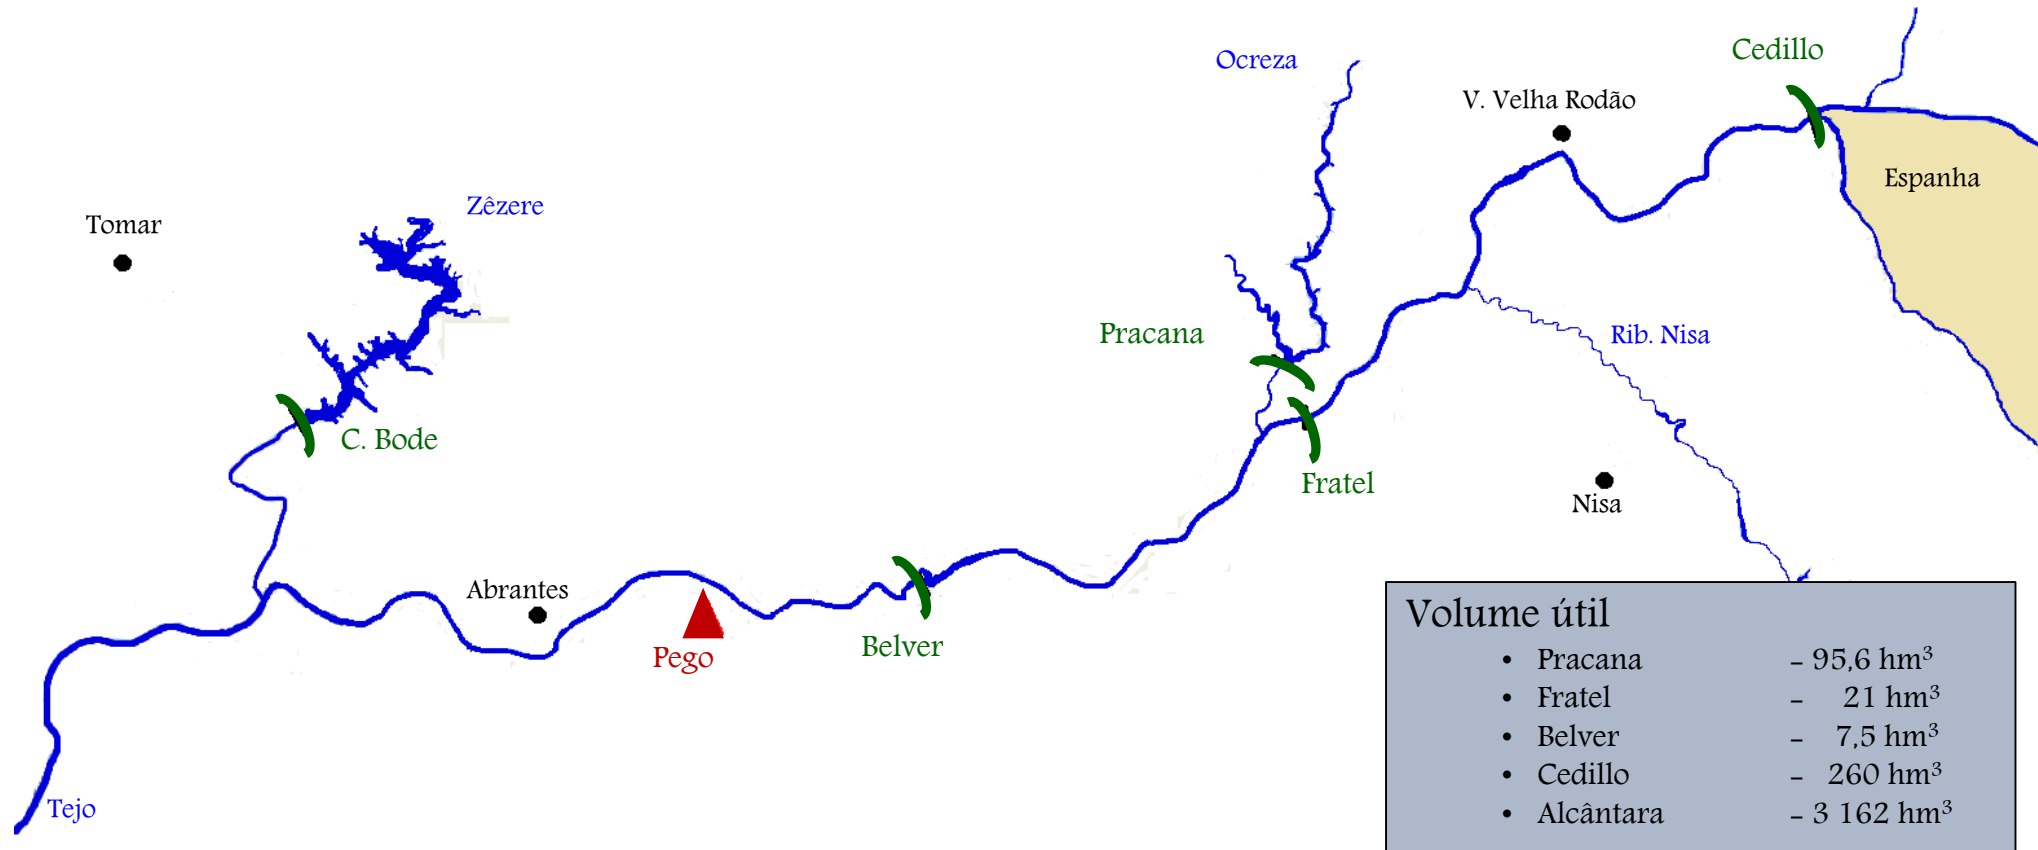 Cedillo
Ocreza
V. Velha Rodão
Espanha
Zêzere
Tomar
Pracana
Rib. Nisa
C. Bode
Fratel
Nisa
Abrantes
Belver
Pego
Tejo
Volume útil
• Pracana - 95,6 hm³
• Fratel - 21 hm³
• Belver - 7,5 hm³
• Cedillo - 260 hm³
• Alcântara - 3 162 hm³